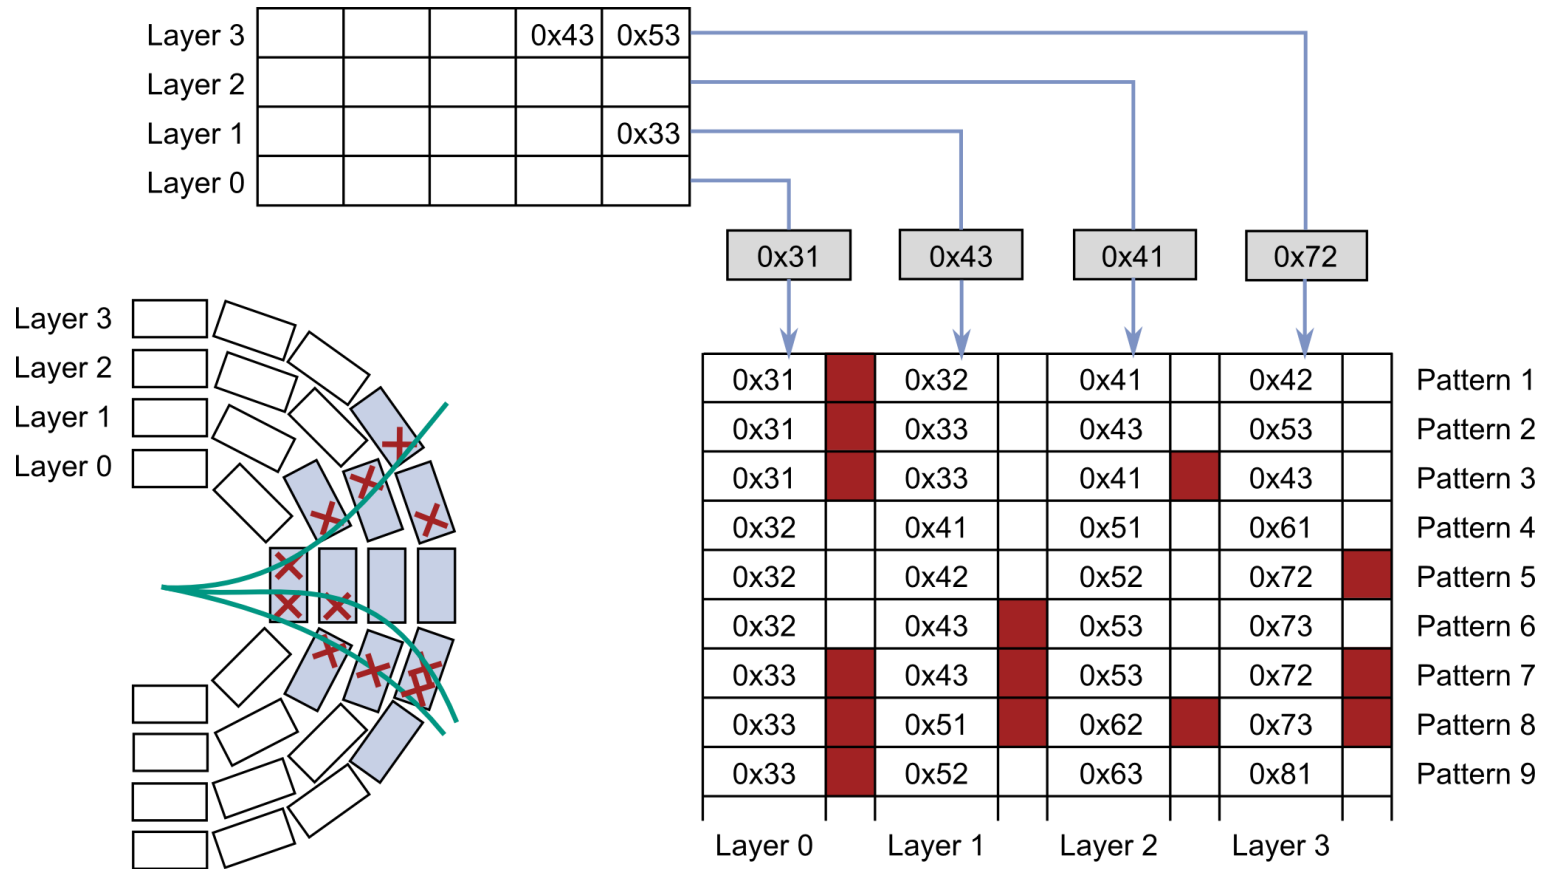 Layer 3 0x43 0x53
Layer 2
Layer 1 0x33
Layer 0
0x31 0x43 0x41 0x72
Layer 3
Layer 2
Layer 1
Layer 0
0x31 0x32 0x41 0x42 Pattern 1
0x31 0x33 0x43 0x53 Pattern 2
0x31 0x33 0x41 0x43 Pattern 3
0x32 0x41 0x51 0x61 Pattern 4
0x32 0x42 0x52 0x72 Pattern 5
0x32 0x43 0x53 0x73 Pattern 6
0x33 0x43 0x53 0x72 Pattern 7
0x33 0x51 0x62 0x73 Pattern 8
0x33 0x52 0x63 0x81 Pattern 9
Layer 0 Layer 1 Layer 2 Layer 3